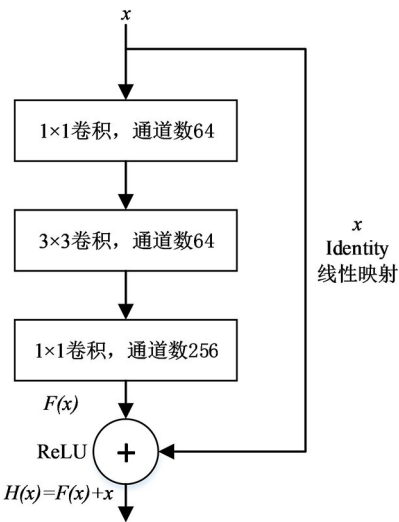 x
1×1卷积，通道数64
3×3卷积，通道数64
x
Identity
线性映射
1×1卷积，通道数256
F(x)
ReLU
+
H(x)=F(x)+x